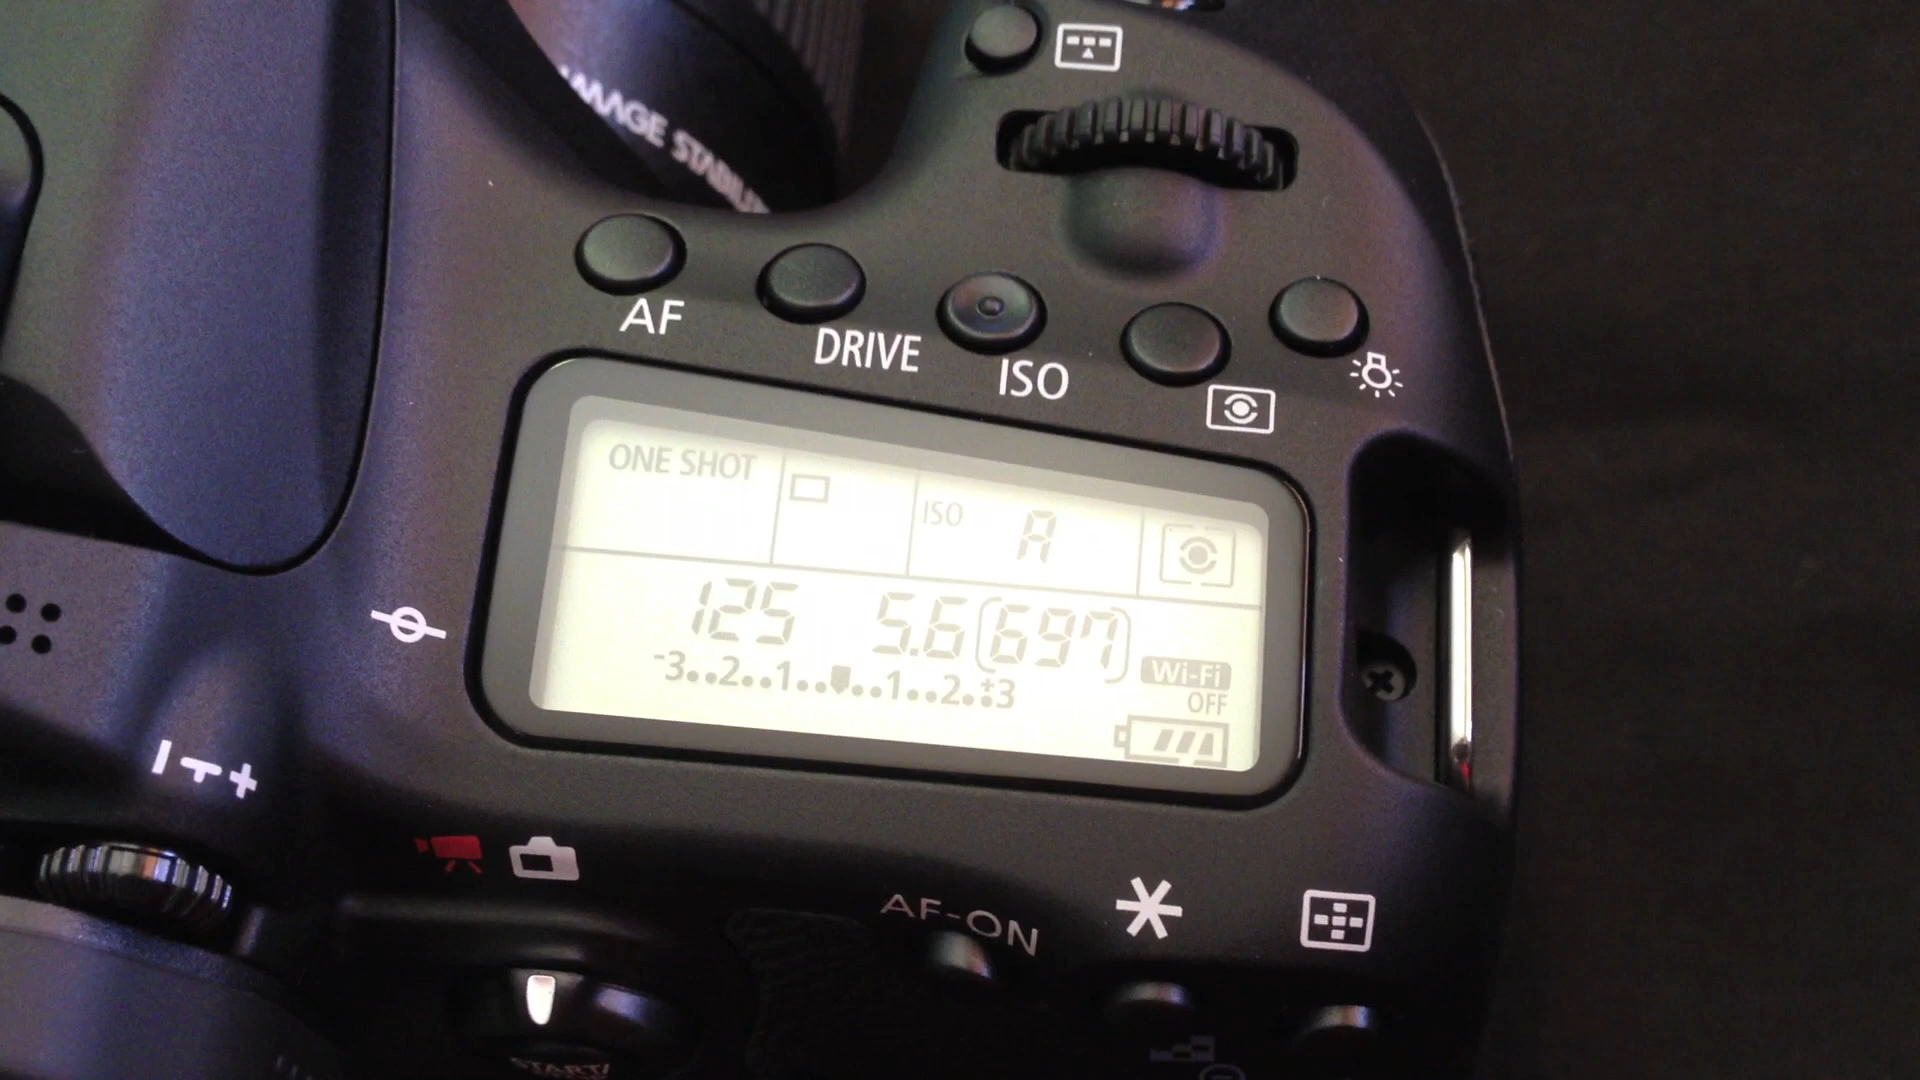 IMAGE STABILI
AF
DRIVE
ISO
ONE SHOT
ISO A
125 5.6 [697]
-3..2..1..▼..1..2..+3
Wi-Fi
OFF
AF-ON
START/